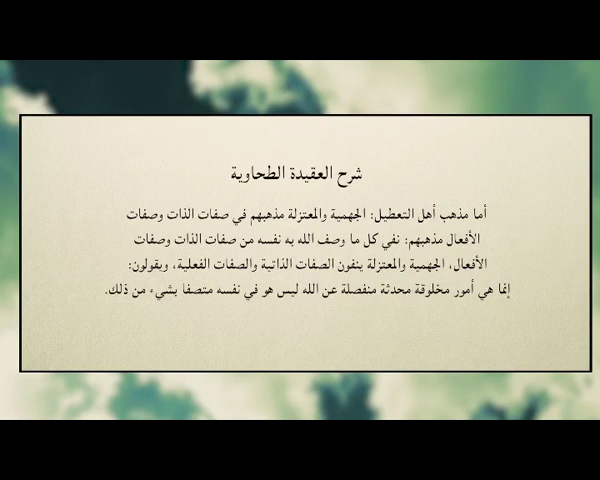 شرح العقيدة الطحاوية
أما مذهب أهل التعطيل: الجهمية والمعتزلة مذهبهم في صفات الذات وصفات
الأفعال مذهبهم: نفي كل ما وصف الله به نفسه من صفات الذات وصفات
الأفعال، الجهمية والمعتزلة ينفون الصفات الذاتية والصفات الفعلية، ويقولون:
إنما هي أمور مخلوقة محدثة منفصلة عن الله ليس هو في نفسه متصفا بشيء من ذلك.